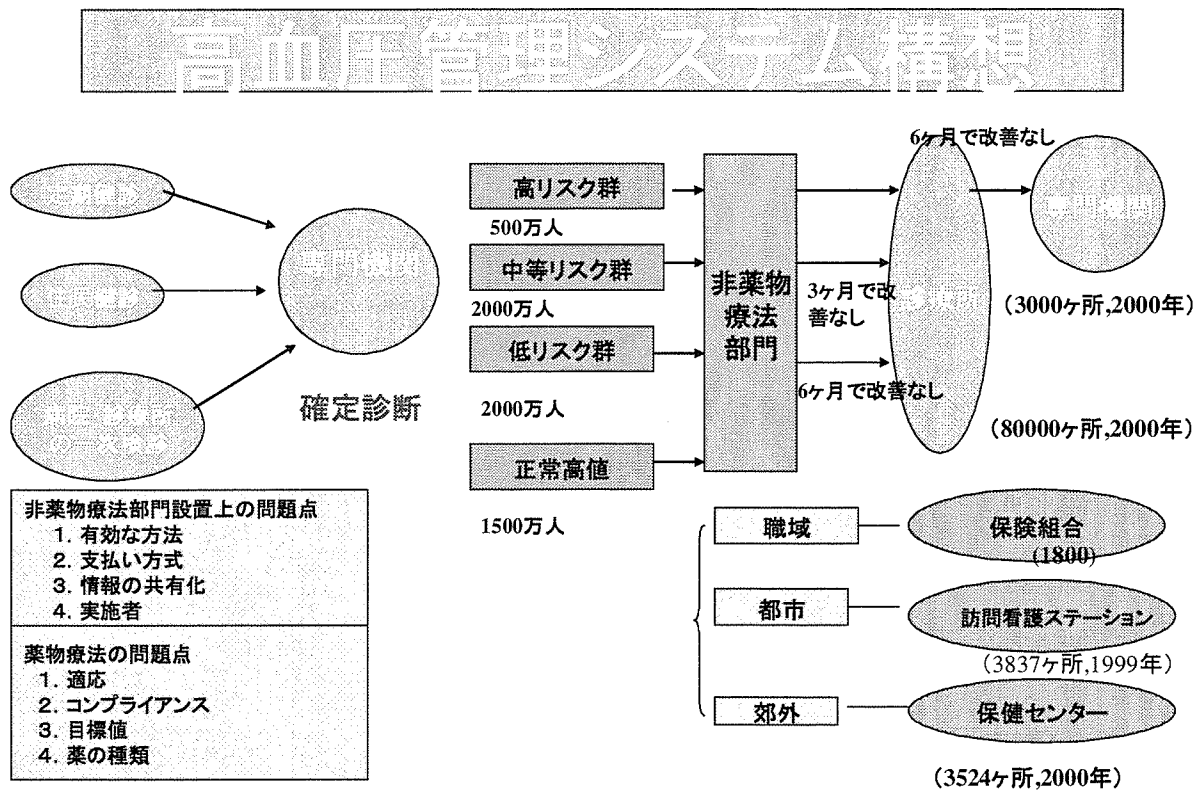 高血圧管理システム構想
専門機関
確定診断
高リスク群
500万人
中等リスク群
2000万人
低リスク群
2000万人
正常高値
1500万人
非薬物
療法
部門
6ヶ月で改善なし
3ヶ月で改
善なし
6ヶ月で改善なし
専門機関
(3000ヶ所,2000年)
(80000ヶ所,2000年)
非薬物療法部門設置上の問題点
1. 有効な方法
2. 支払い方式
3. 情報の共有化
4. 実施者
薬物療法の問題点
1. 適応
2. コンプライアンス
3. 目標値
4. 薬の種類
職域
保険組合
(1800)
都市
訪問看護ステーション
(3837ヶ所,1999年)
郊外
保健センター
(3524ヶ所,2000年)